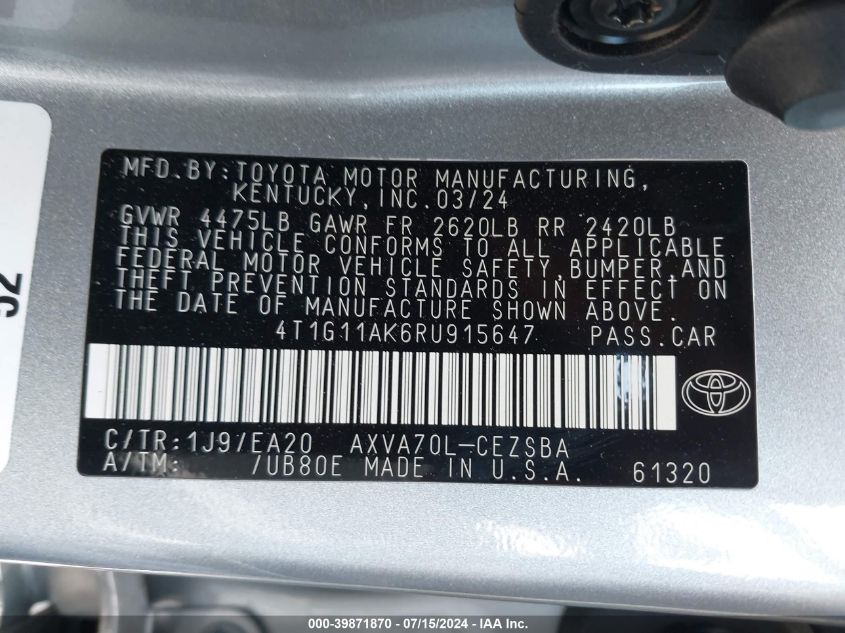 MFD.BY:TOYOTA MOTOR MANUFACTURING,
KENTUCKY,INC.03/24
GVWR 4475LB GAWR FR 2620LB RR 2420LB
THIS VEHICLE CONFORMS TO ALL APPLICABLE
FEDERAL MOTOR VEHICLE SAFETY,BUMPER,AND
THEFT PREVENTION STANDARDS IN EFFECT ON
THE DATE OF MANUFACTURE SHOWN ABOVE.
4T1G11AK6RU915647 PASS.CAR
C/TR:1J9/EA20 AXVA70L-CEZSBA
A/TM: /UB80E MADE IN U.S.A. 61320
52
000-39871870 - 07/15/2024 - IAAI.COM